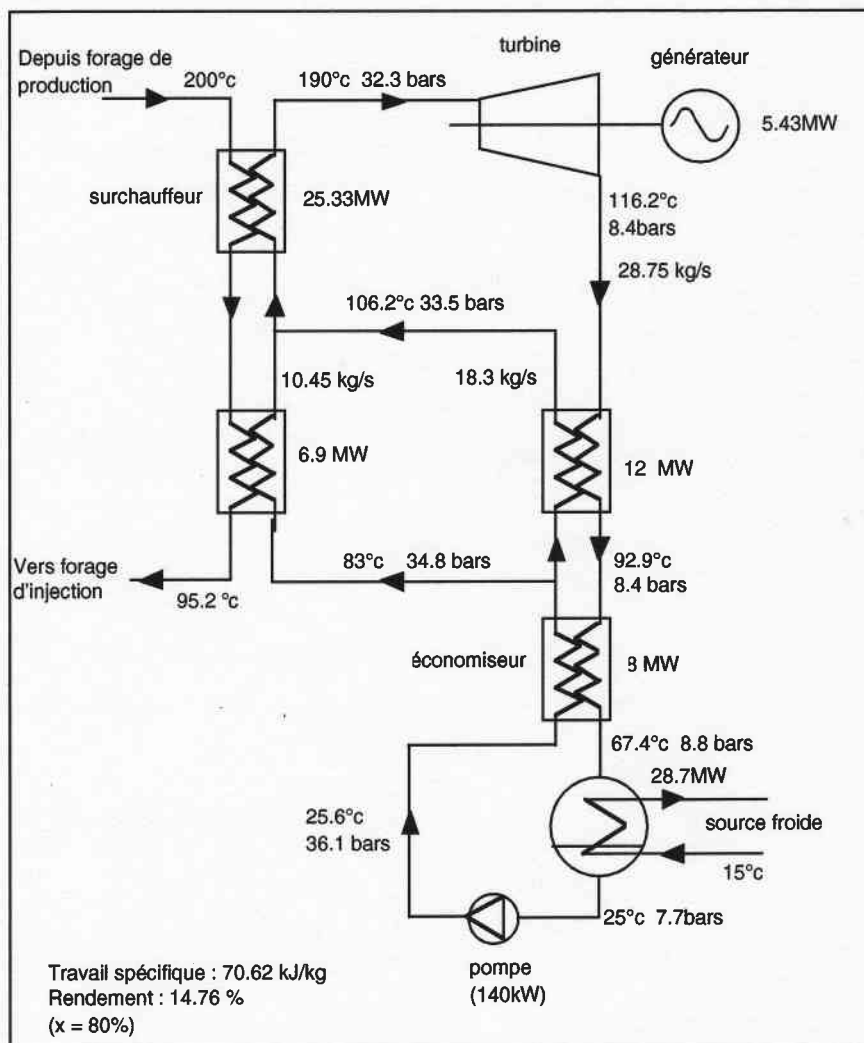 Depuis forage de
production
200°c
190°c 32.3 bars
turbine
générateur
5.43MW
surchauffeur
25.33MW
116.2°c
8.4bars
28.75 kg/s
106.2°c 33.5 bars
10.45 kg/s
18.3 kg/s
6.9 MW
12 MW
Vers forage
d'injection
95.2 °c
83°c 34.8 bars
92.9°c
8.4 bars
économiseur
8 MW
67.4°c 8.8 bars
28.7MW
25.6°c
36.1 bars
source froide
15°c
25°c 7.7bars
pompe
(140kW)
Travail spécifique : 70.62 kJ/kg
Rendement : 14.76 %
(x = 80%)